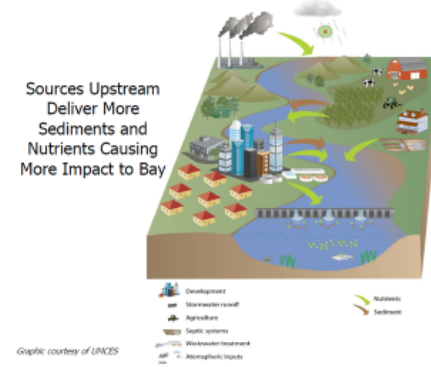 Sources Upstream
Deliver More
Sediments and
Nutrients Causing
More Impact to Bay
Development
Stormwater runoff
Agriculture
Septic systems
Wastewater treatment
Atmospheric inputs
Nutrients
Sediment
Graphic courtesy of UMCES